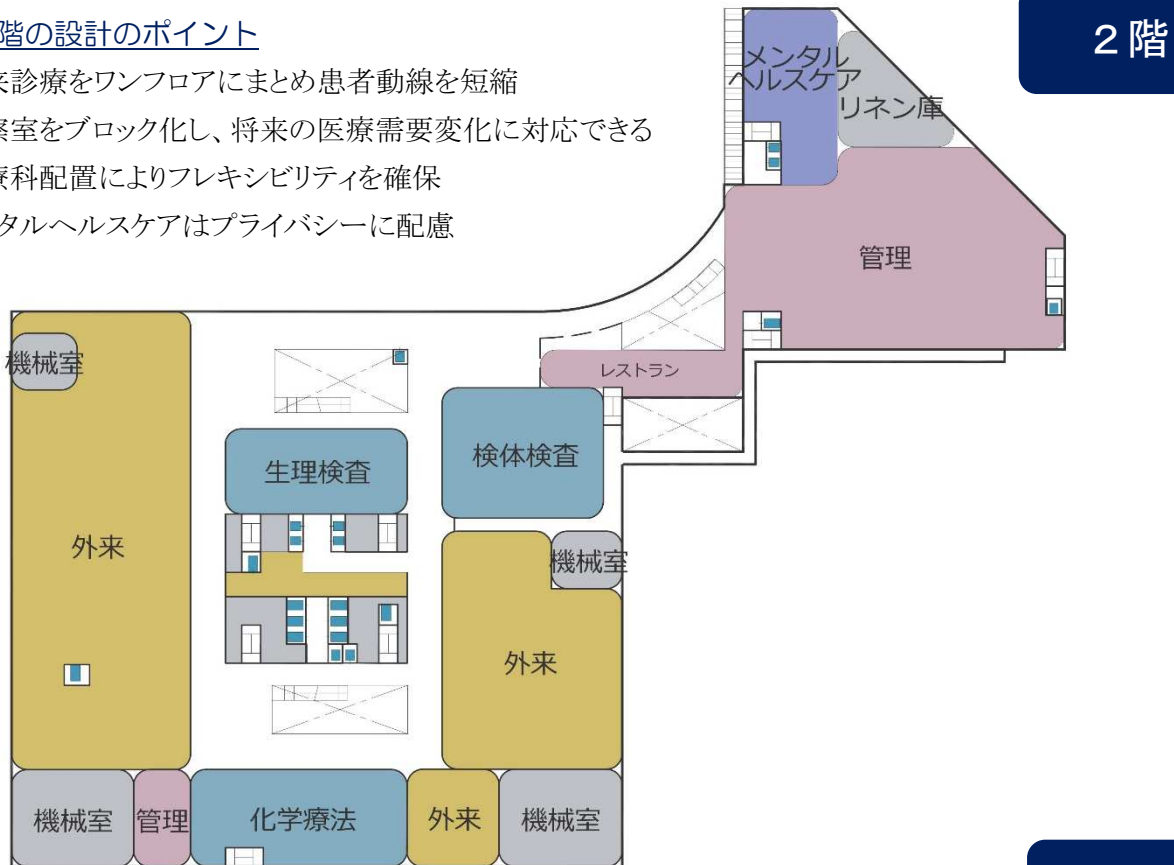 階の設計のポイント
2階
来診療をワンフロアにまとめ患者動線を短縮
察室をブロック化し、将来の医療需要変化に対応できる
療科配置によりフレキシビリティを確保
タルヘルスケアはプライバシーに配慮
メンタル
ヘルスケア
リネン庫
管理
機械室
レストラン
生理検査
検体検査
外来
機械室
外来
機械室
管理
化学療法
外来
機械室